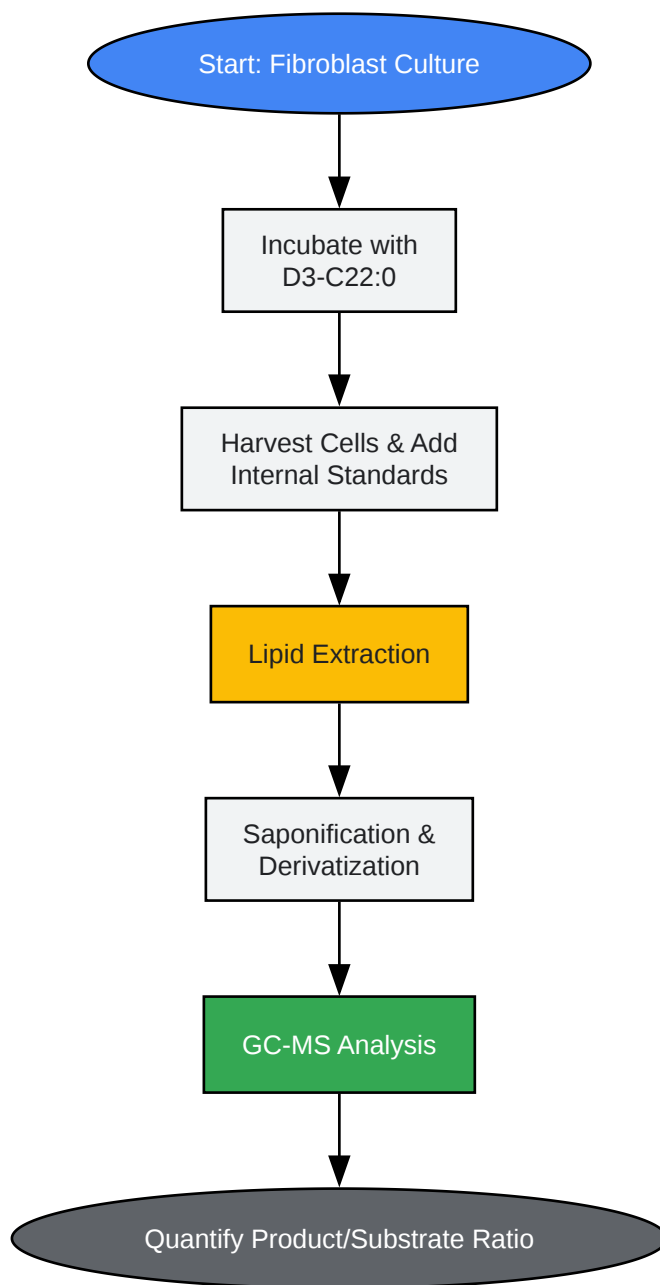 Start: Fibroblast Culture
Incubate with
D3-C22:0
Harvest Cells & Add
Internal Standards
Lipid Extraction
Saponification &
Derivatization
GC-MS Analysis
Quantify Product/Substrate Ratio